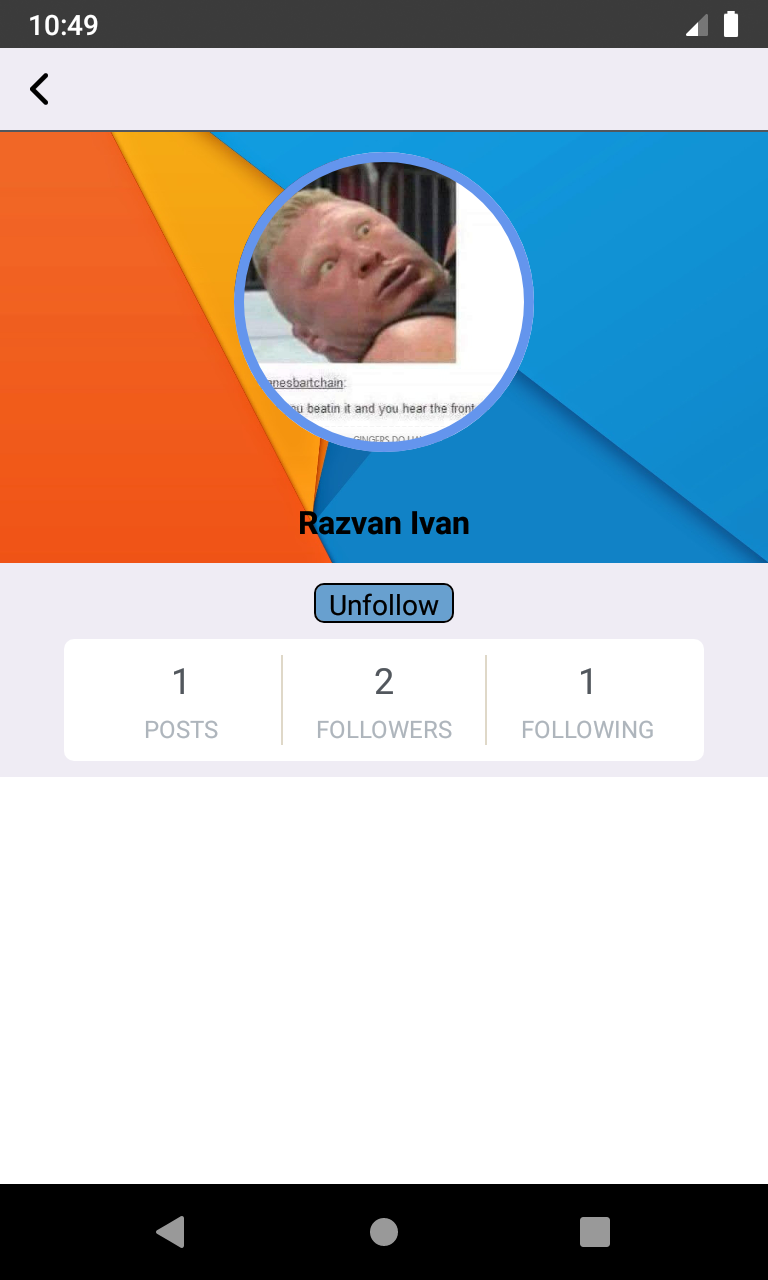 10:49
anesbartchain:
ou beatin it and you hear the front
GINGERS DO HA
Razvan Ivan
Unfollow
1
2
1
POSTS
FOLLOWERS
FOLLOWING